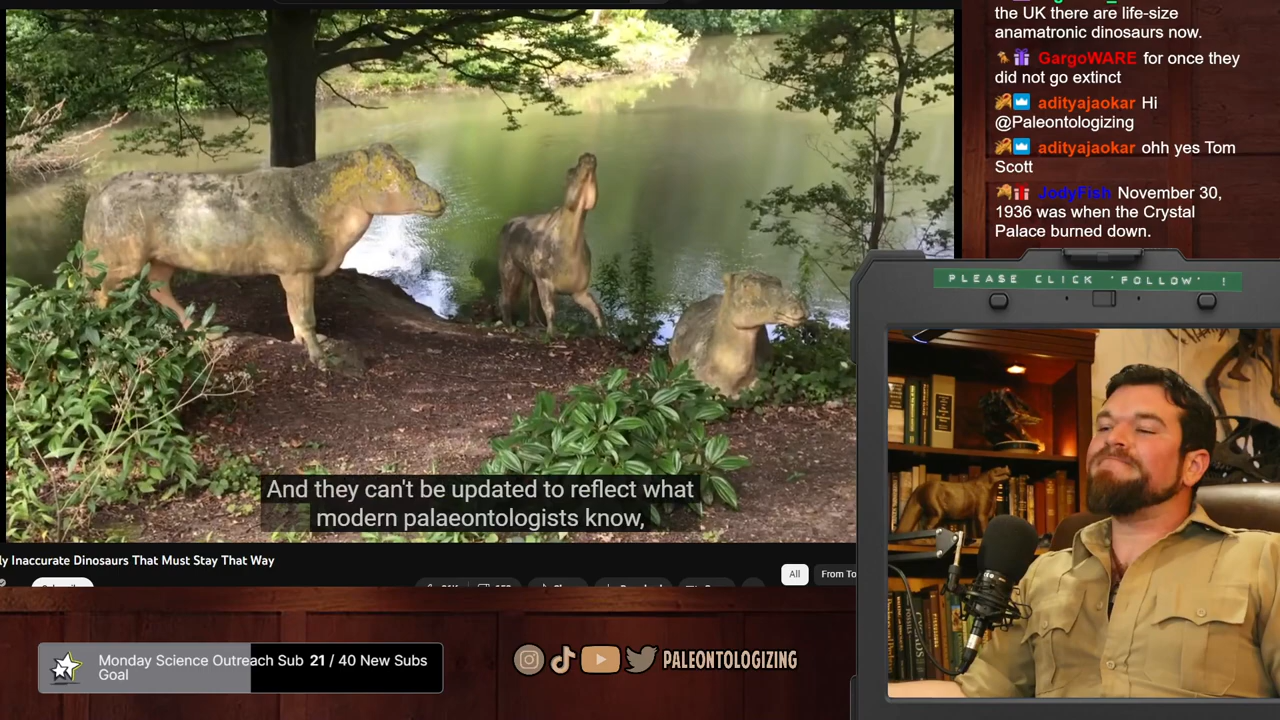 the UK there are life-size
anamatronic dinosaurs now.
GargoWARE for once they
did not go extinct
adityajaokar Hi
@Paleontologizing
adityajaokar ohh yes Tom
Scott
JodyFish November 30,
1936 was when the Crystal
Palace burned down.
PLEASE CLICK 'FOLLOW' !
And they can't be updated to reflect what
modern palaeontologists know,
ly Inaccurate Dinosaurs That Must Stay That Way
All
From To
Monday Science Outreach Sub 21 / 40 New Subs
Goal
PALEONTOLOGIZING